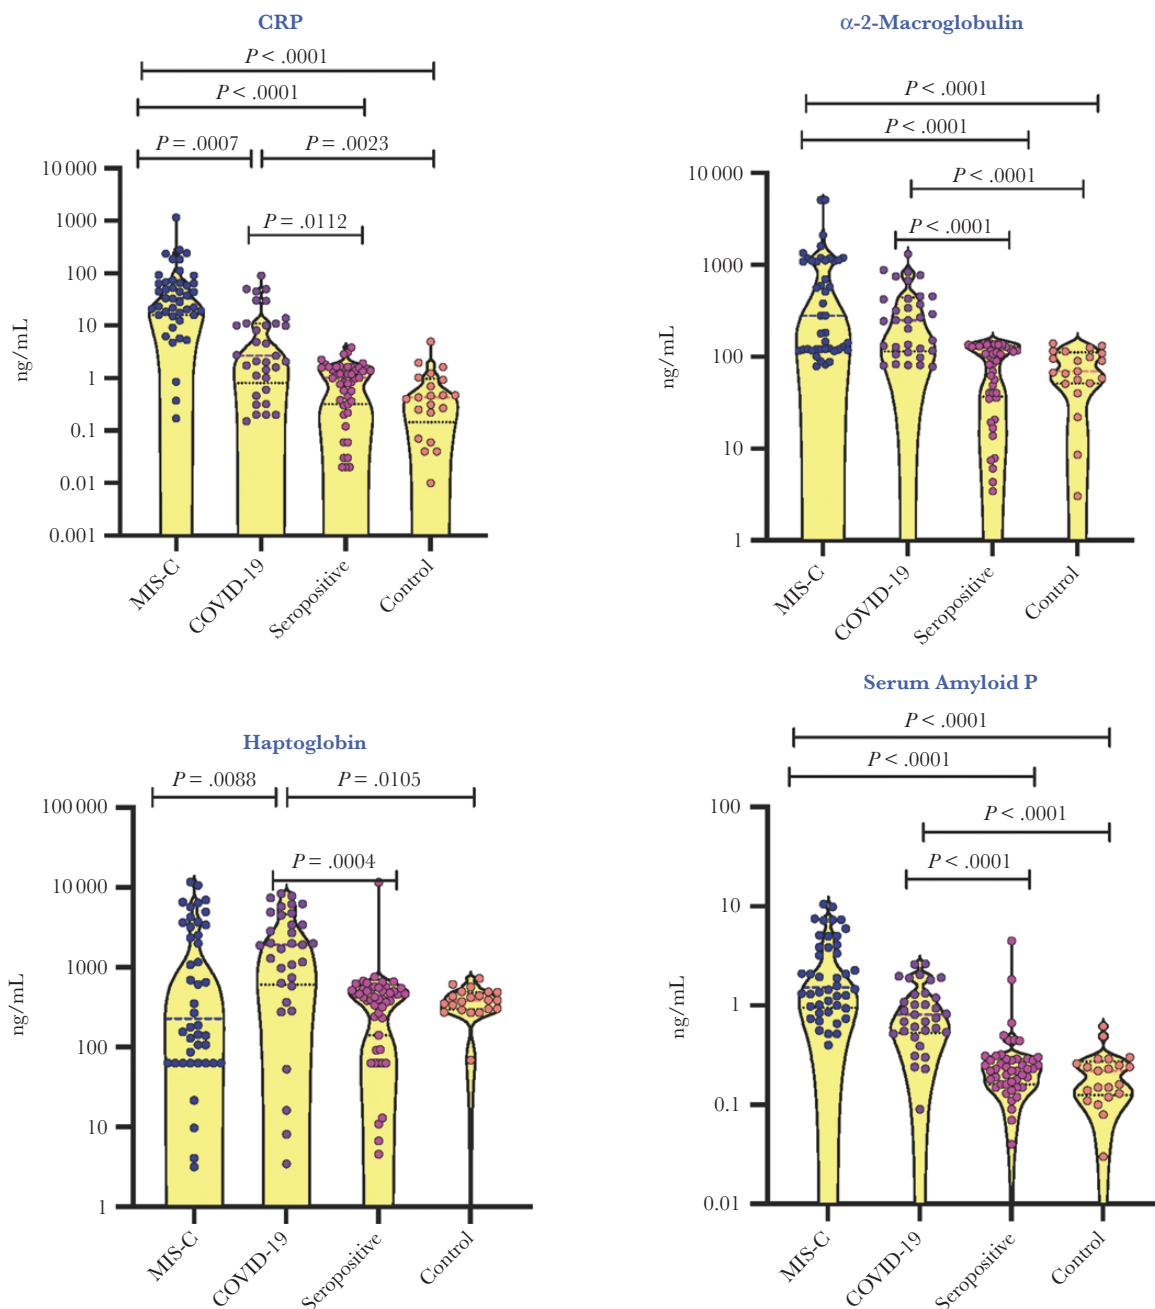 CRP
P < .0001
P < .0001
P = .0007
P = .0023
P = .0112
10 000
1000
100
10
1
0.1
0.01
0.001
ng/mL
MIS-C
COVID-19
Seropositive
Control
α-2-Macroglobulin
P < .0001
P < .0001
P < .0001
P < .0001
10 000
1000
100
10
1
ng/mL
MIS-C
COVID-19
Seropositive
Control
Haptoglobin
P = .0088
P = .0105
P = .0004
100 000
10 000
1000
100
10
1
ng/mL
MIS-C
COVID-19
Seropositive
Control
Serum Amyloid P
P < .0001
P < .0001
P < .0001
P < .0001
100
10
1
0.1
0.01
ng/mL
MIS-C
COVID-19
Seropositive
Control